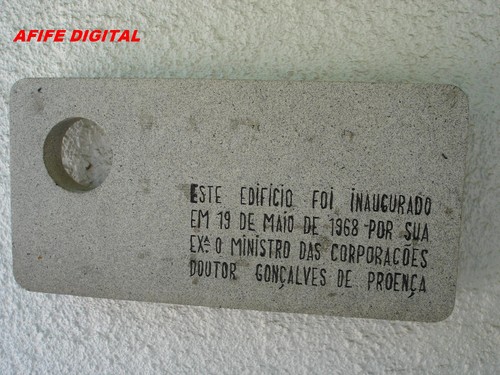 AFIFE DIGITAL
ESTE EDIFÍCIO FOI INAUGURADO
EM 19 DE MAIO DE 1968 POR SUA
EXª O MINISTRO DAS CORPORAÇÕES
DOUTOR GONÇALVES DE PROENÇA